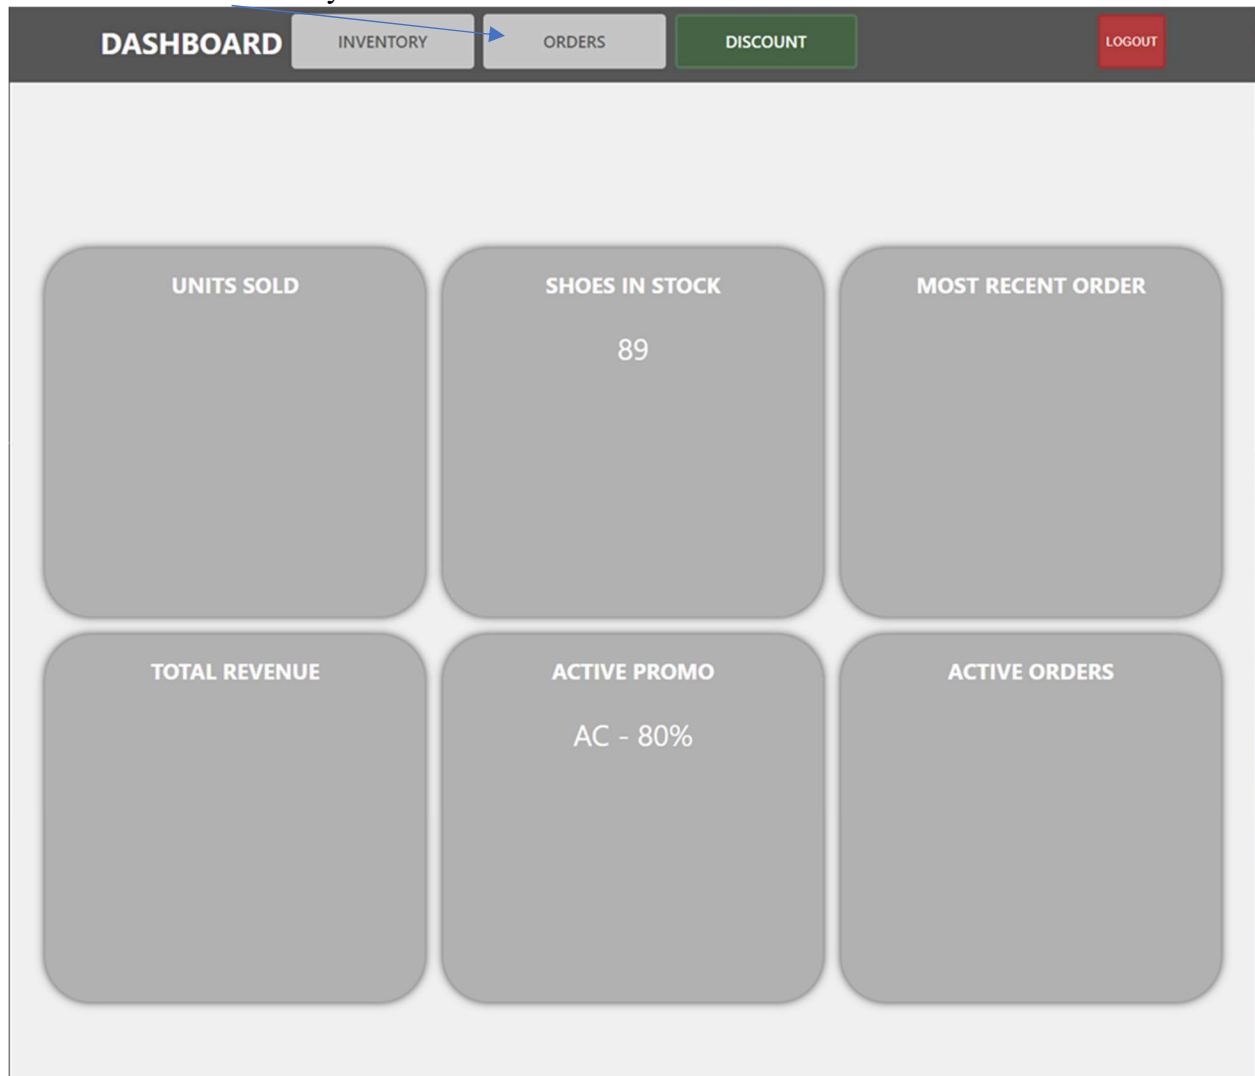 DASHBOARD INVENTORY ORDERS DISCOUNT LOGOUT
UNITS SOLD SHOES IN STOCK MOST RECENT ORDER
89
TOTAL REVENUE ACTIVE PROMO ACTIVE ORDERS
AC - 80%